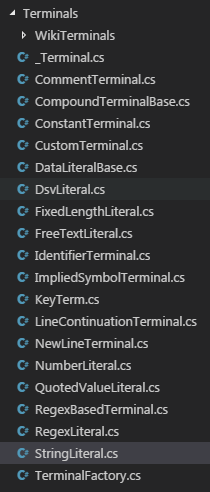 Terminals
WikiTerminals
C# _Terminal.cs
C# CommentTerminal.cs
C# CompoundTerminalBase.cs
C# ConstantTerminal.cs
C# CustomTerminal.cs
C# DataLiteralBase.cs
C# DsvLiteral.cs
C# FixedLengthLiteral.cs
C# FreeTextLiteral.cs
C# IdentifierTerminal.cs
C# ImpliedSymbolTerminal.cs
C# KeyTerm.cs
C# LineContinuationTerminal.cs
C# NewLineTerminal.cs
C# NumberLiteral.cs
C# QuotedValueLiteral.cs
C# RegexBasedTerminal.cs
C# RegexLiteral.cs
C# StringLiteral.cs
C# TerminalFactory.cs